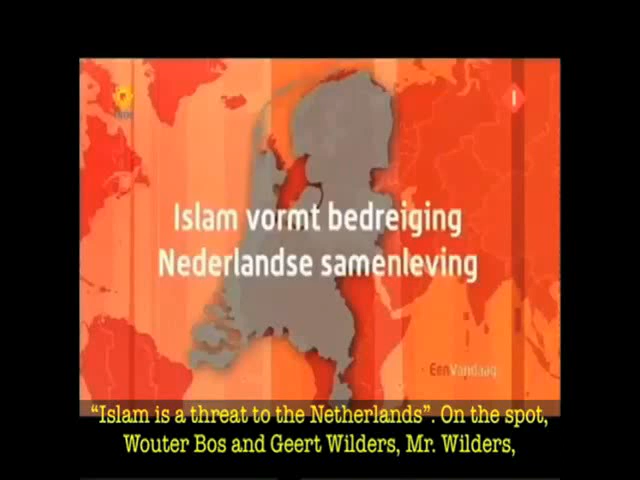 Islam vormt bedreiging
Nederlandse samenleving
EenVandaag
“Islam is a threat to the Netherlands”. On the spot,
Wouter Bos and Geert Wilders, Mr. Wilders,